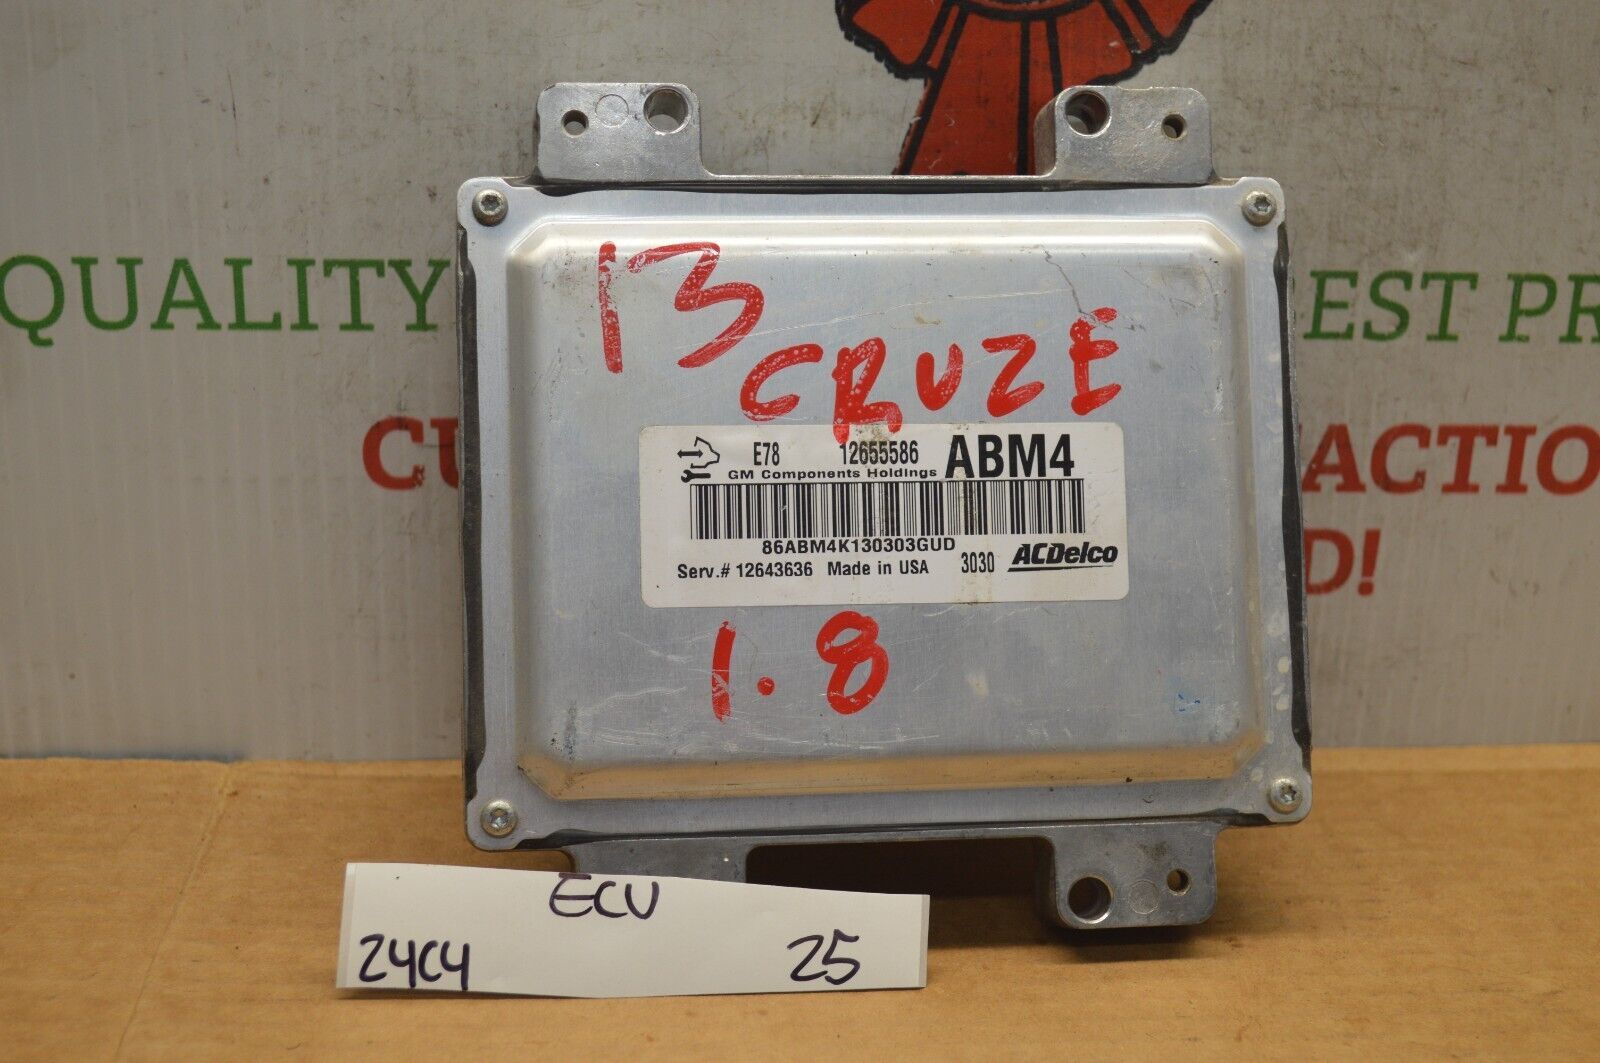 QUALITY
EST PR
CU
ACTIO
D!
13
CRUZE
E78 12655586 ABM4
GM Components Holdings
86ABM4K130303GUD
Serv.# 12643636 Made in USA 3030 ACDelco
1.8
ECU
24C4 25